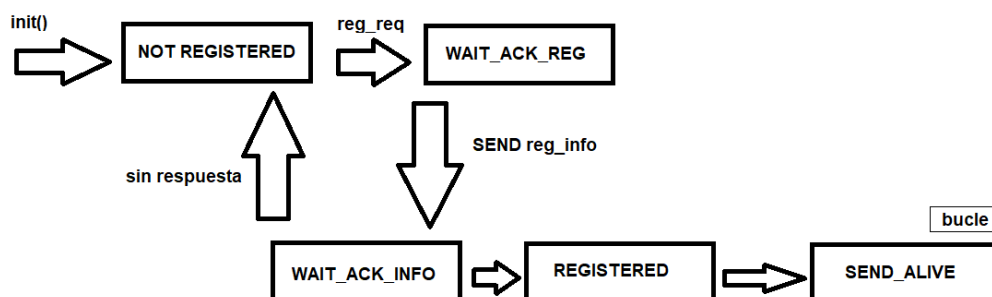 init()
NOT REGISTERED
reg_req
WAIT_ACK_REG
SEND reg_info
sin respuesta
bucle
WAIT_ACK_INFO
REGISTERED
SEND_ALIVE